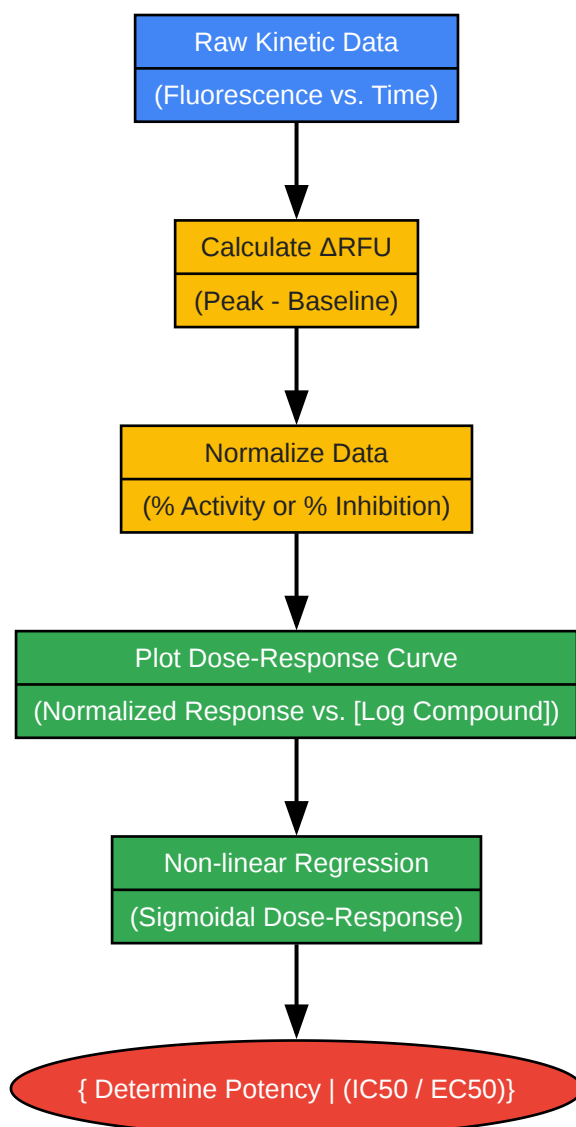 Raw Kinetic Data
(Fluorescence vs. Time)
Calculate ΔRFU
(Peak - Baseline)
Normalize Data
(% Activity or % Inhibition)
Plot Dose-Response Curve
(Normalized Response vs. [Log Compound])
Non-linear Regression
(Sigmoidal Dose-Response)
{ Determine Potency | (IC50 / EC50)}